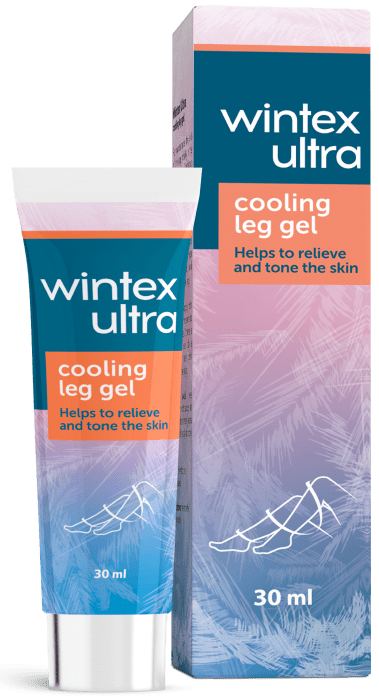 wintex
ultra
cooling
leg gel
Helps to relieve
and tone the skin
30 ml
wintex
ultra
cooling
leg gel
Helps to relieve
and tone the skin
30 ml